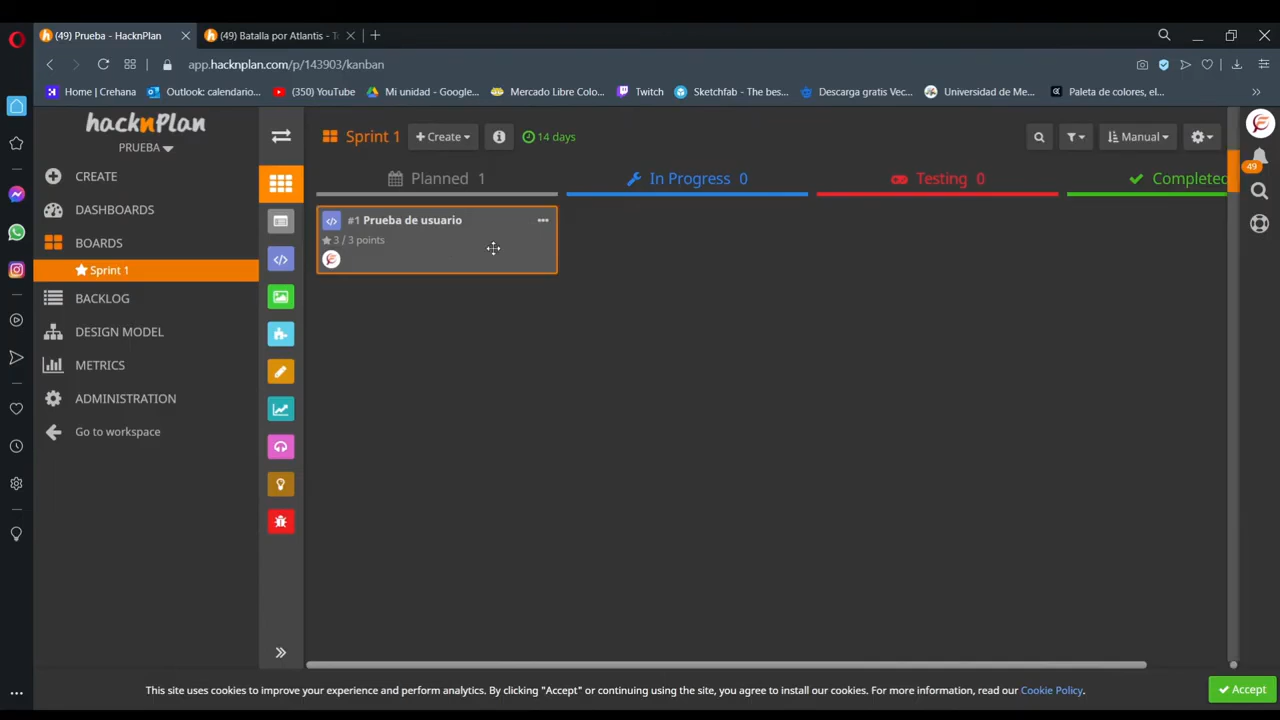 (49) Prueba - HacknPlan
(49) Batalla por Atlantis - T
app.hacknplan.com/p/143903/kanban
Home | Crehana
Outlook: calendario...
(350) YouTube
Mi unidad - Google...
Mercado Libre Colo...
Twitch
Sketchfab - The bes...
Descarga gratis Vec...
Universidad de Me...
Paleta de colores, el...
hacknPlan
PRUEBA
CREATE
DASHBOARDS
BOARDS
Sprint 1
BACKLOG
DESIGN MODEL
METRICS
ADMINISTRATION
Go to workspace
Sprint 1
+ Create
14 days
Manual
49
Planned 1
In Progress 0
Testing 0
Completed
#1 Prueba de usuario
3 / 3 points
This site uses cookies to improve your experience and perform analytics. By clicking "Accept" or continuing using the site, you agree to install our cookies. For more information, read our Cookie Policy.
Accept